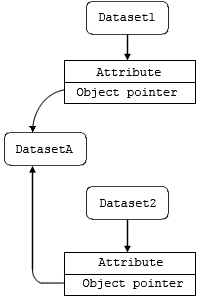 Dataset1
Attribute
Object pointer
DatasetA
Dataset2
Attribute
Object pointer